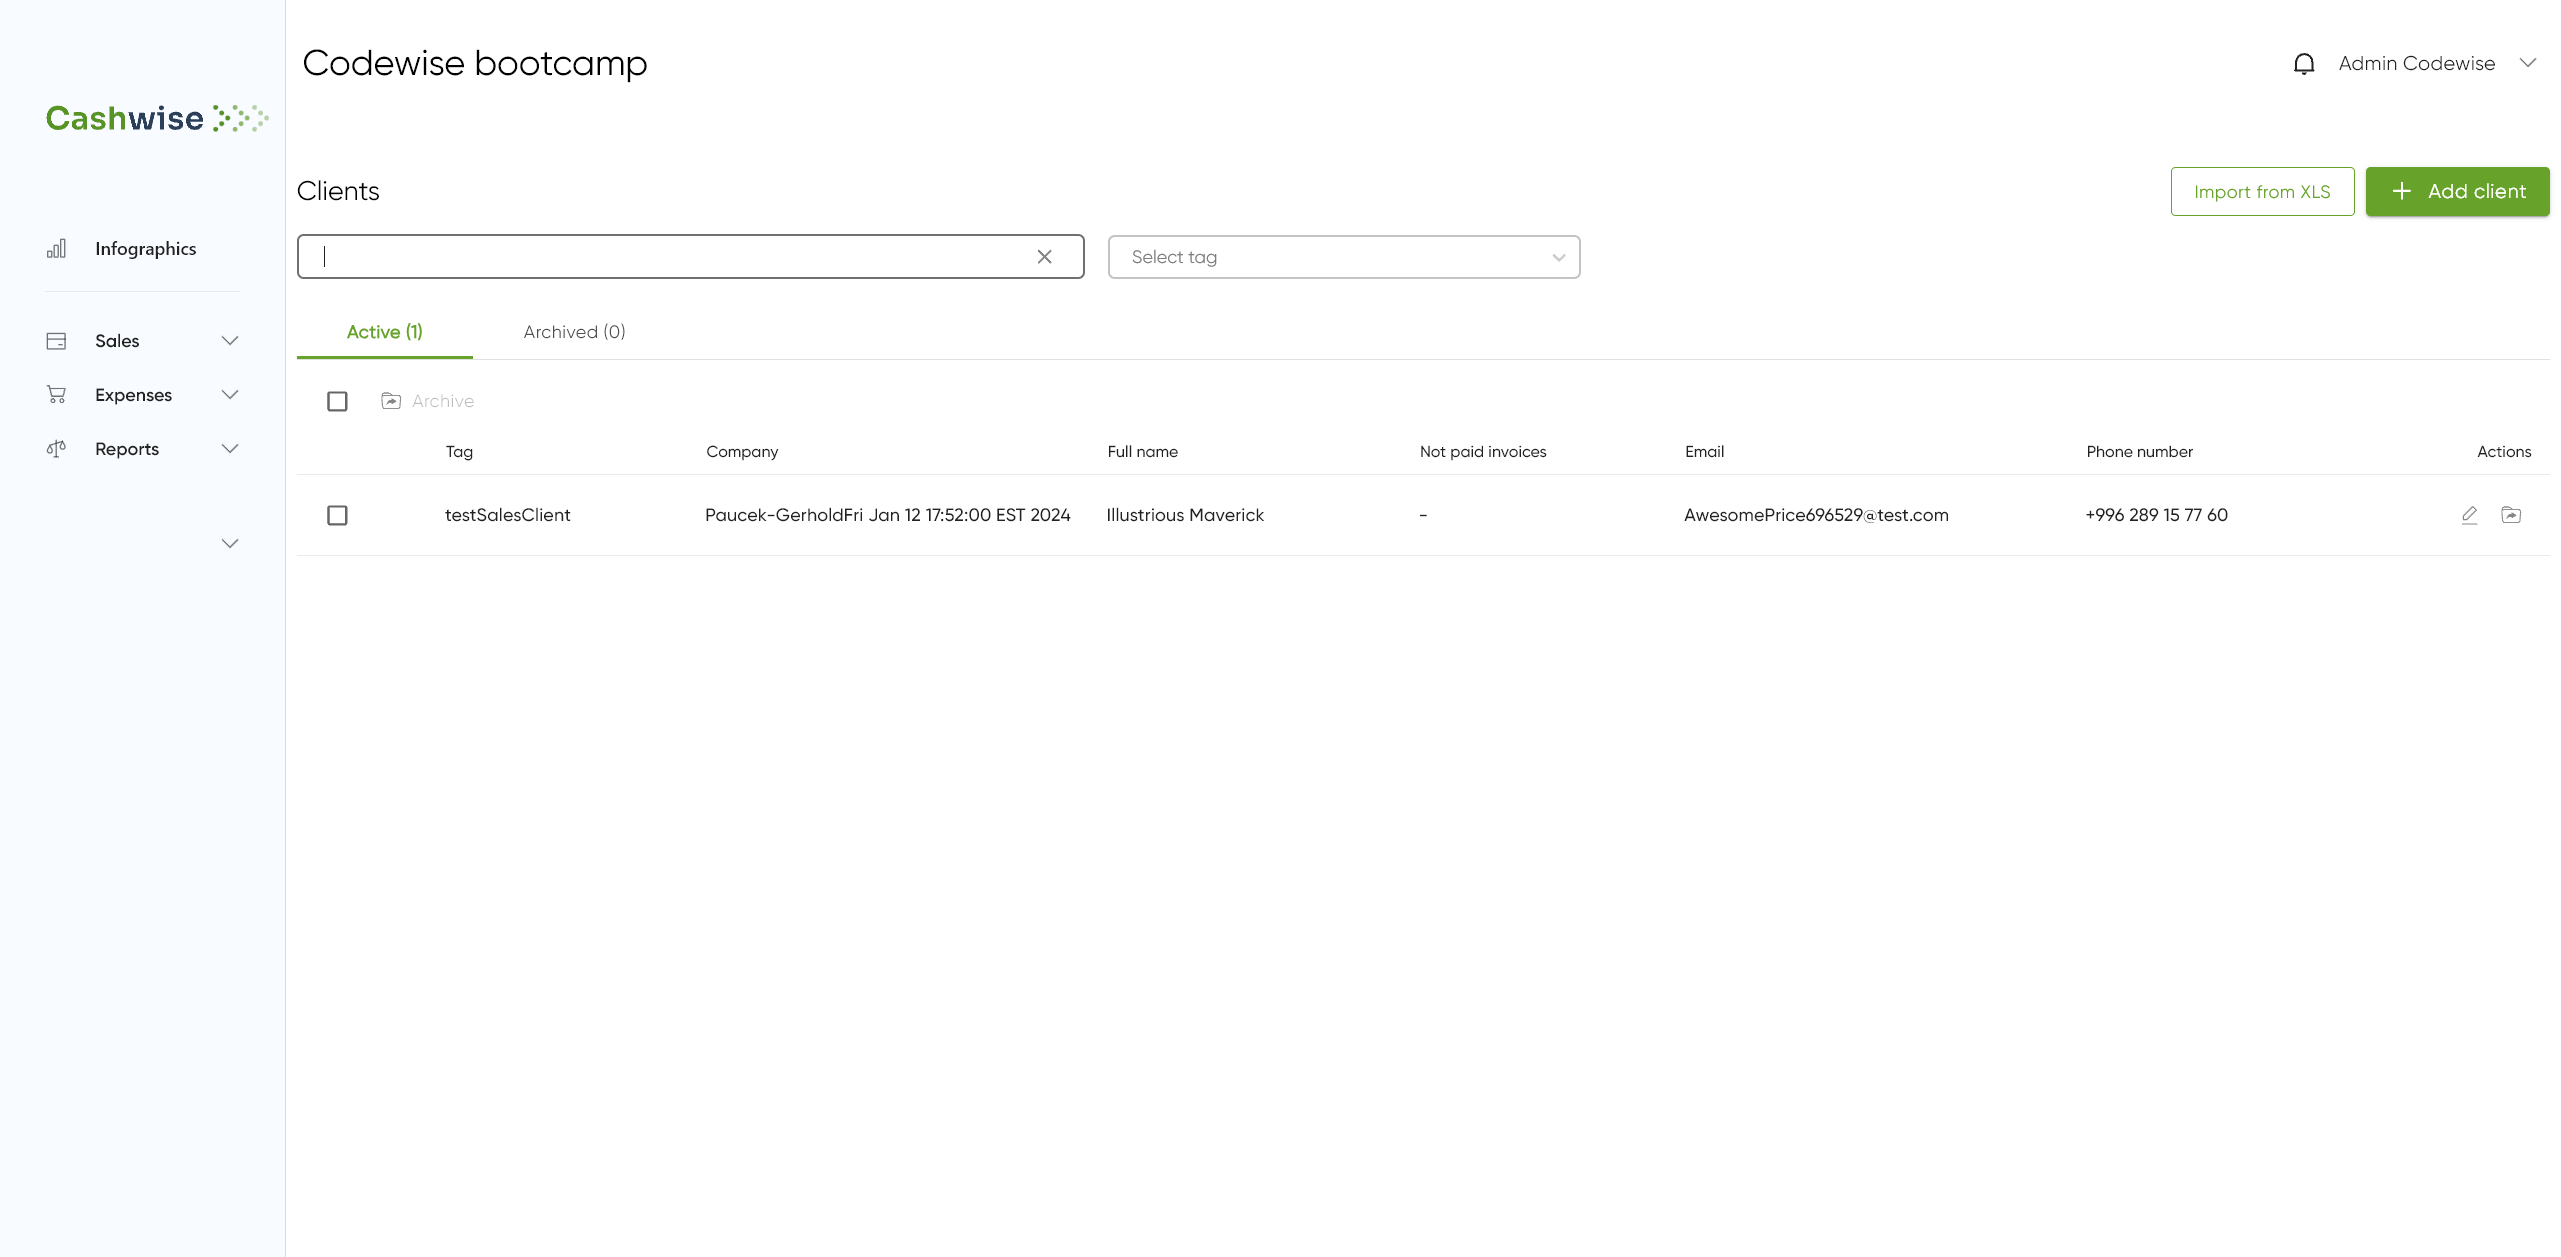 Codewise bootcamp
Admin Codewise
Cashwise
Clients
Import from XLS
Add client
Infographics
Select tag
Sales
Active (1)
Archived (0)
Expenses
Archive
Reports
Tag Company Full name Not paid invoices Email Phone number Actions
testSalesClient Paucek-GerholdFri Jan 12 17:52:00 EST 2024 Illustrious Maverick - AwesomePrice696529@test.com +996 289 15 77 60